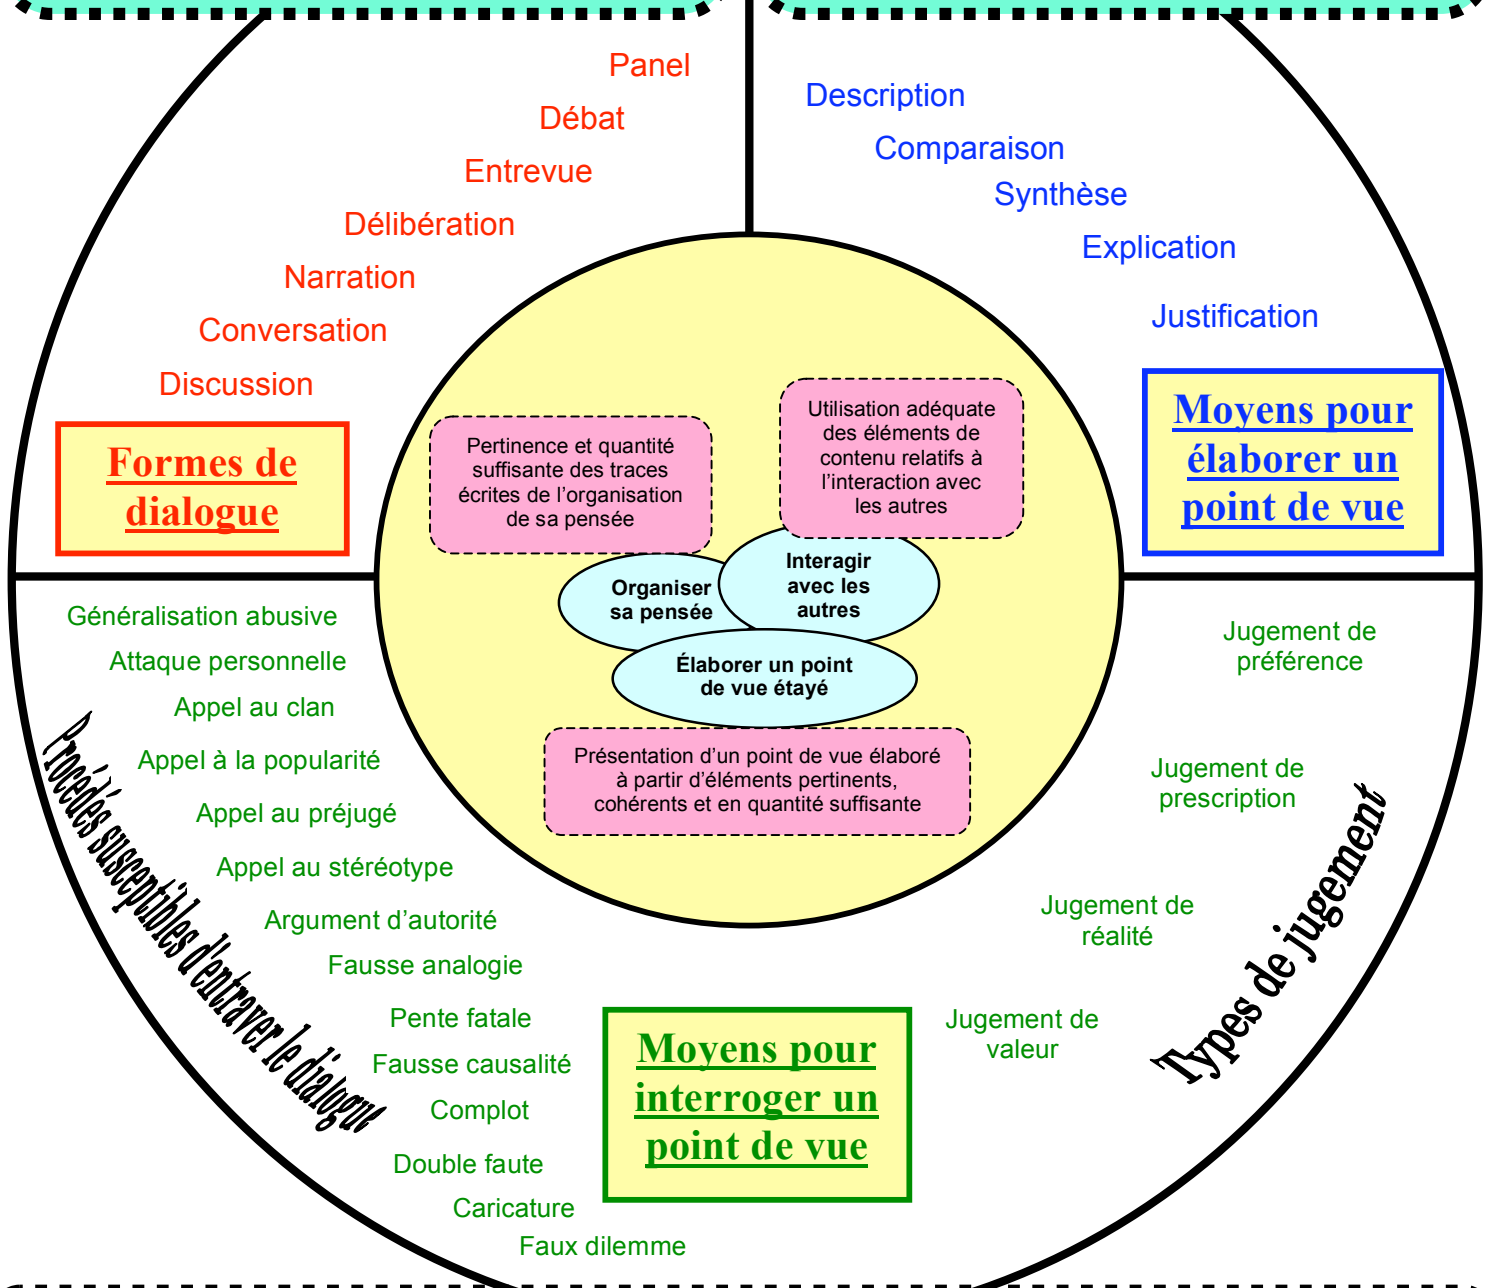 Panel
Débat
Entrevue
Délibération
Narration
Conversation
Discussion
Formes de
dialogue
Description
Comparaison
Synthèse
Explication
Justification
Moyens pour
élaborer un
point de vue
Pertinence et quantité
suffisante des traces
écrites de l’organisation
de sa pensée
Utilisation adéquate
des éléments de
contenu relatifs à
l’interaction avec
les autres
Organiser
sa pensée
Interagir
avec les
autres
Élaborer un point
de vue étayé
Présentation d’un point de vue élaboré
à partir d’éléments pertinents,
cohérents et en quantité suffisante
Généralisation abusive
Attaque personnelle
Appel au clan
Appel à la popularité
Appel au préjugé
Appel au stéréotype
Argument d’autorité
Fausse analogie
Pente fatale
Fausse causalité
Complot
Double faute
Caricature
Faux dilemme
Procédés susceptibles d'entraver le dialogue
Moyens pour
interroger un
point de vue
Jugement de
préférence
Jugement de
prescription
Jugement de
réalité
Jugement de
valeur
Types de jugement